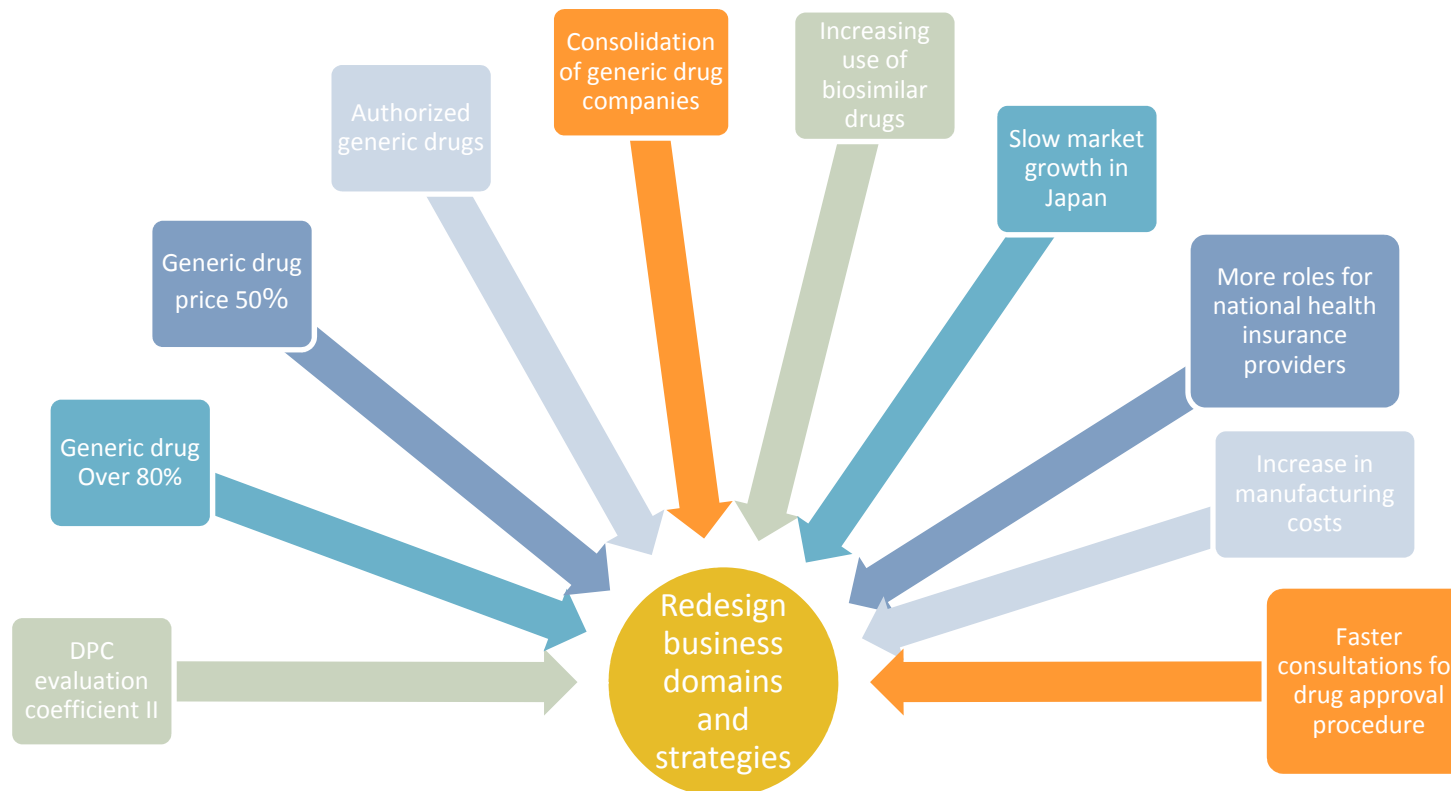 DPC
evaluation
coefficient II
Generic drug
Over 80%
Generic drug
price 50%
Authorized
generic drugs
Consolidation
of generic drug
companies
Increasing
use of
biosimilar
drugs
Slow market
growth in
Japan
More roles for
national health
insurance
providers
Increase in
manufacturing
costs
Faster
consultations fo
drug approval
procedure
Redesign
business
domains
and
strategies